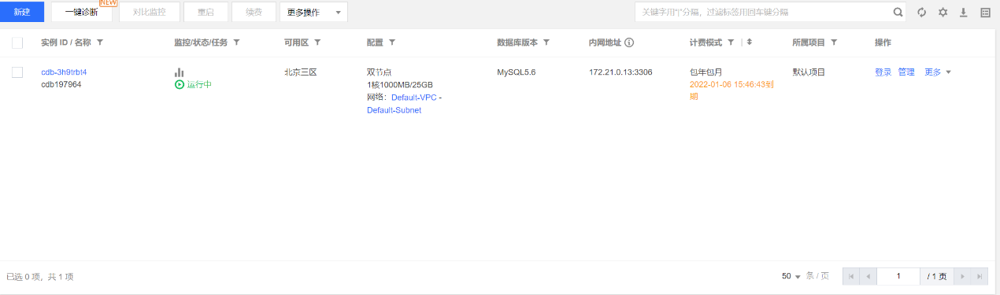 新建 一键诊断 NEW 对比监控 重启 续费 更多操作 关键字用"|"分隔，过滤标签用回车键分隔
实例 ID / 名称 监控/状态/任务 可用区 配置 数据库版本 内网地址 计费模式 所属项目 操作
cdb-3h9trbt4 北京三区 双节点 MySQL5.6 172.21.0.13:3306 包年包月 默认项目 登录 管理 更多
cdb197964 运行中 1核1000MB/25GB 2022-01-06 15:46:43到
网络：Default-VPC - 期
Default-Subnet
已选 0 项，共 1 项 50 条 / 页 1 / 1 页